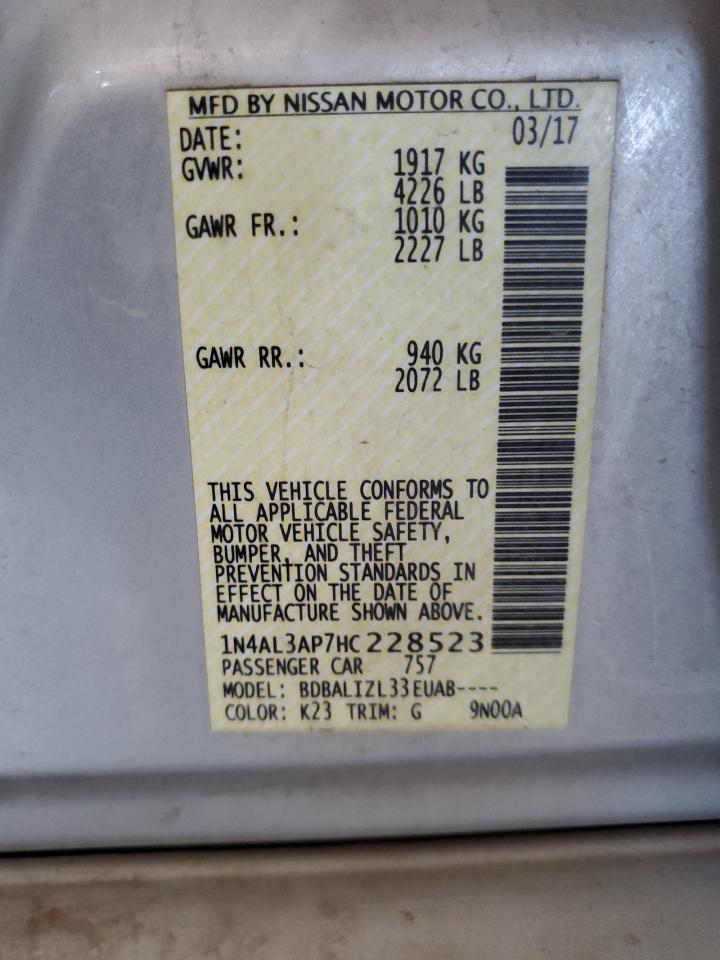 MFD BY NISSAN MOTOR CO., LTD.
DATE: 03/17
GVWR: 1917 KG
4226 LB
GAWR FR.: 1010 KG
2227 LB
GAWR RR.: 940 KG
2072 LB
THIS VEHICLE CONFORMS TO
ALL APPLICABLE FEDERAL
MOTOR VEHICLE SAFETY,
BUMPER, AND THEFT
PREVENTION STANDARDS IN
EFFECT ON THE DATE OF
MANUFACTURE SHOWN ABOVE.
1N4AL3AP7HC228523
PASSENGER CAR 757
MODEL: BDBALIZL33EUAB----
COLOR: K23 TRIM: G 9N00A